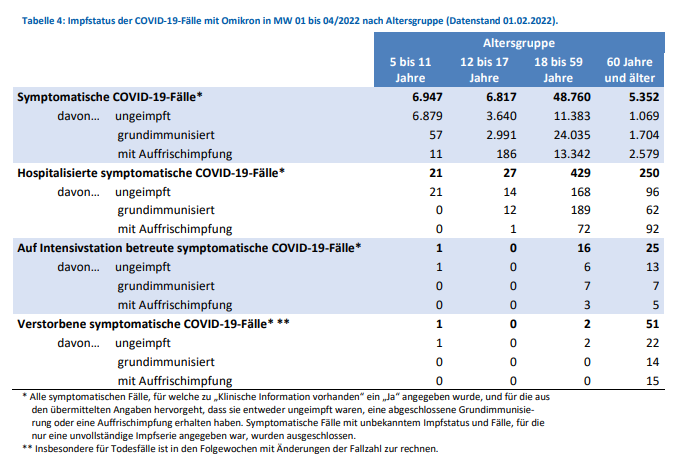 Tabelle 4: Impfstatus der COVID-19-Fälle mit Omikron in MW 01 bis 04/2022 nach Altersgruppe (Datenstand 01.02.2022).
Altersgruppe
5 bis 11 12 bis 17 18 bis 59 60 Jahre
Jahre Jahre Jahre und älter
Symptomatische COVID-19-Fälle* 6.947 6.817 48.760 5.352
davon… ungeimpft 6.879 3.640 11.383 1.069
grundimmunisiert 57 2.991 24.035 1.704
mit Auffrischimpfung 11 186 13.342 2.579
Hospitalisierte symptomatische COVID-19-Fälle* 21 27 429 250
davon… ungeimpft 21 14 168 96
grundimmunisiert 0 12 189 62
mit Auffrischimpfung 0 1 72 92
Auf Intensivstation betreute symptomatische COVID-19-Fälle* 1 0 16 25
davon… ungeimpft 1 0 6 13
grundimmunisiert 0 0 7 7
mit Auffrischimpfung 0 0 3 5
Verstorbene symptomatische COVID-19-Fälle* ** 1 0 2 51
davon… ungeimpft 1 0 2 22
grundimmunisiert 0 0 0 14
mit Auffrischimpfung 0 0 0 15
* Alle symptomatischen Fälle, für welche zu „Klinische Information vorhanden“ ein „Ja“ angegeben wurde, und für die aus
den übermittelten Angaben hervorgeht, dass sie entweder ungeimpft waren, eine abgeschlossene Grundimmunisie-
rung oder eine Auffrischimpfung erhalten haben. Symptomatische Fälle mit unbekanntem Impfstatus und Fälle, für die
nur eine unvollständige Impfserie angegeben war, wurden ausgeschlossen.
** Insbesondere für Todesfälle ist in den Folgewochen mit Änderungen der Fallzahl zu rechnen.